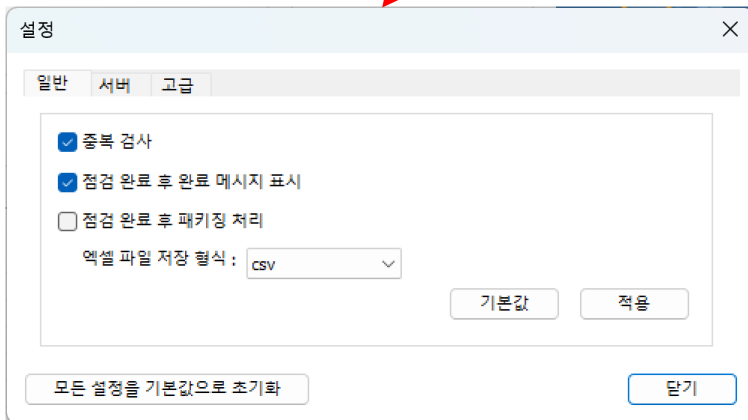 설정
일반 서버 고급
중복 검사
점검 완료 후 완료 메시지 표시
점검 완료 후 패키징 처리
엑셀 파일 저장 형식 : csv
기본값 적용
모든 설정을 기본값으로 초기화 닫기